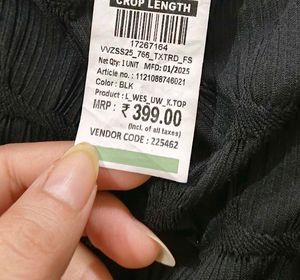 CROP LENGTH
17267164
VVZSS25_766_TXTRD_FS
Net Qty: 1 UNIT MFD: 01/2025
Article no.: 1121088746021
Color : BLK
Product : L_WES_UW_K.TOP
MRP : ₹ 399.00
(Incl. of all taxes)
VENDOR CODE : 225462